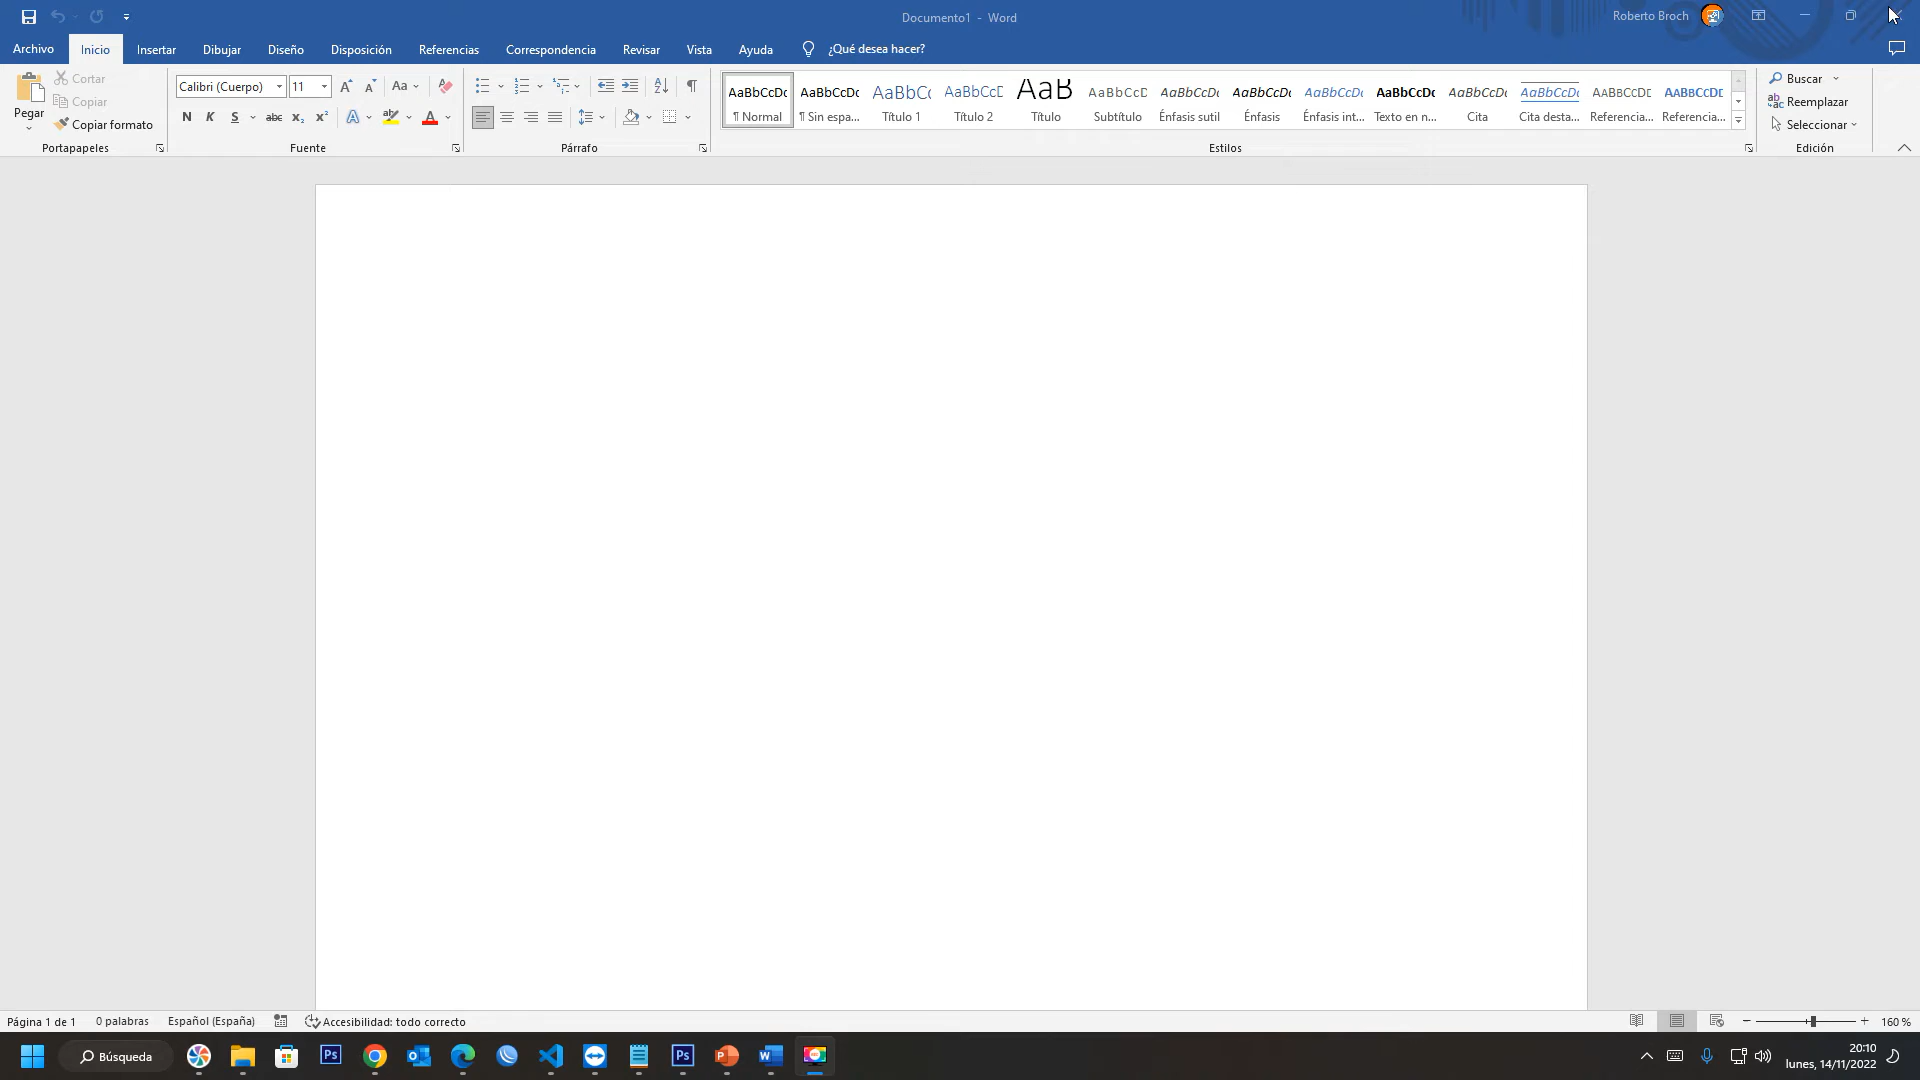 Documento1 - Word
Roberto Broch
Archivo Inicio Insertar Dibujar Diseño Disposición Referencias Correspondencia Revisar Vista Ayuda ¿Qué desea hacer?
Pegar
Cortar
Copiar
Copiar formato
Portapapeles
Calibri (Cuerpo) 11
Aa
N K S abc x₂ x²
Fuente
Párrafo
AaBbCcDc AaBbCcDc AaBbCc AaBbCcD AaB AaBbCcD AaBbCcDc AaBbCcDc AaBbCcDc AaBbCcDc AaBbCcDc AaBbCcDc AABBCCDE AABBCCDE
¶ Normal ¶ Sin espa... Título 1 Título 2 Título Subtítulo Énfasis sutil Énfasis Énfasis int... Texto en n... Cita Cita desta... Referencia... Referencia...
Estilos
Buscar
Reemplazar
Seleccionar
Edición
Página 1 de 1 0 palabras Español (España) Accesibilidad: todo correcto 160 %
Búsqueda
Ps
Ps
20:10
lunes, 14/11/2022